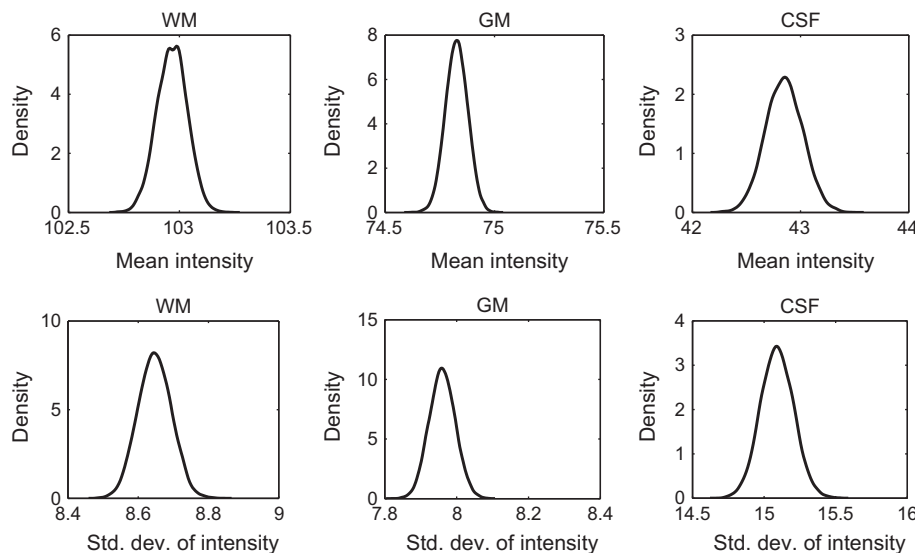 WM
GM
CSF
6
4
2
0
Density
102.5
103
103.5
Mean intensity
8
6
4
2
0
Density
74.5
75
75.5
Mean intensity
3
2
1
0
Density
42
43
44
Mean intensity
WM
GM
CSF
10
5
0
Density
8.4
8.6
8.8
9
Std. dev. of intensity
15
10
5
0
Density
7.8
8
8.2
8.4
Std. dev. of intensity
4
3
2
1
0
Density
14.5
15
15.5
16
Std. dev. of intensity